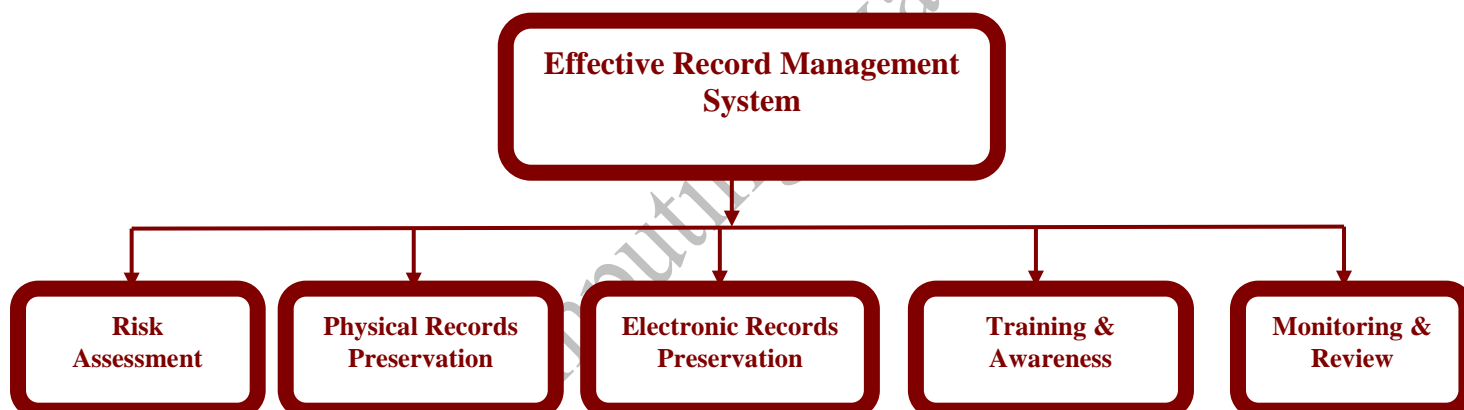 Effective Record Management
System
Risk
Assessment
Physical Records
Preservation
Electronic Records
Preservation
Training &
Awareness
Monitoring &
Review